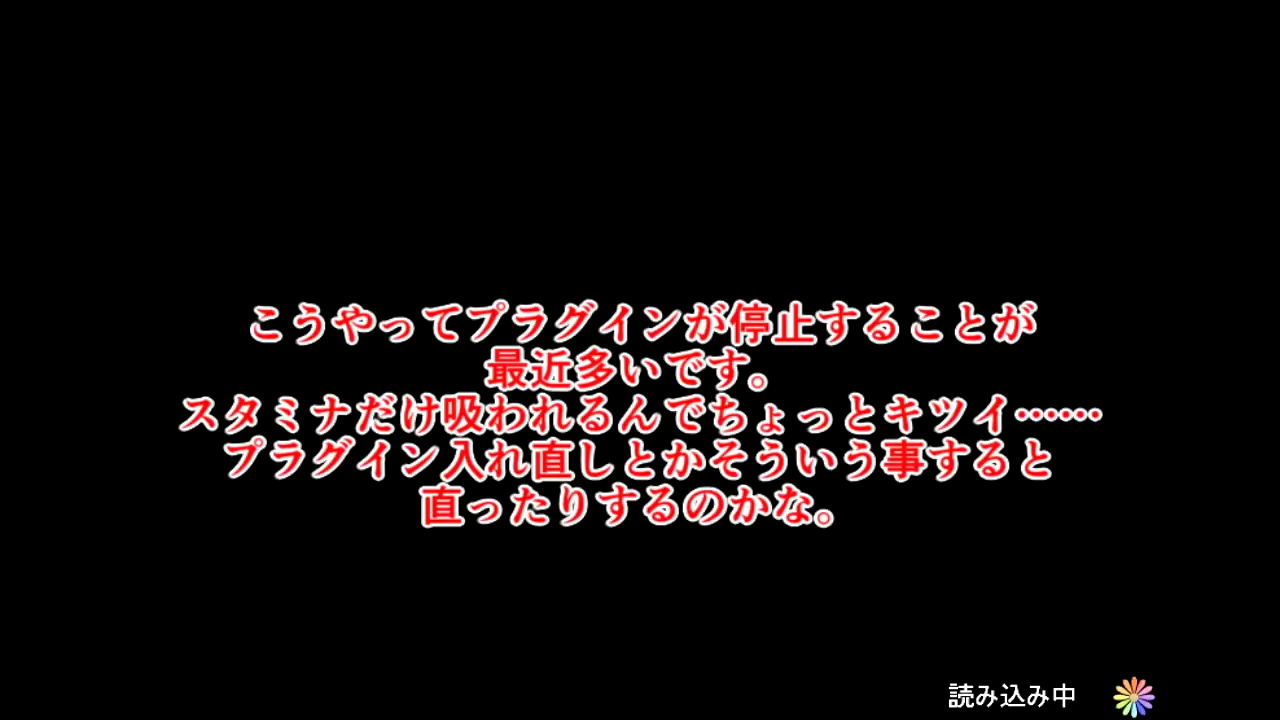 こうやってプラグインが停止することが
最近多いです。
スタミナだけ吸われるんでちょっとキツイ……
プラグイン入れ直しとかそういう事すると
直ったりするのかな。
読み込み中